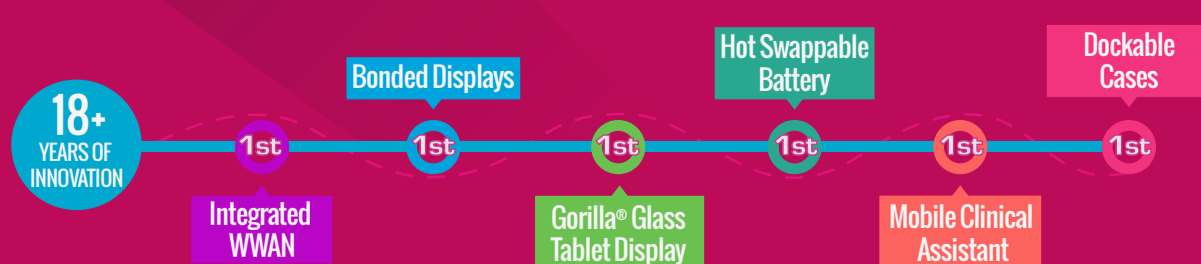 18+
YEARS OF
INNOVATION
1st
Integrated
WWAN
1st
Bonded Displays
1st
Gorilla® Glass
Tablet Display
1st
Hot Swappable
Battery
1st
Mobile Clinical
Assistant
1st
Dockable
Cases